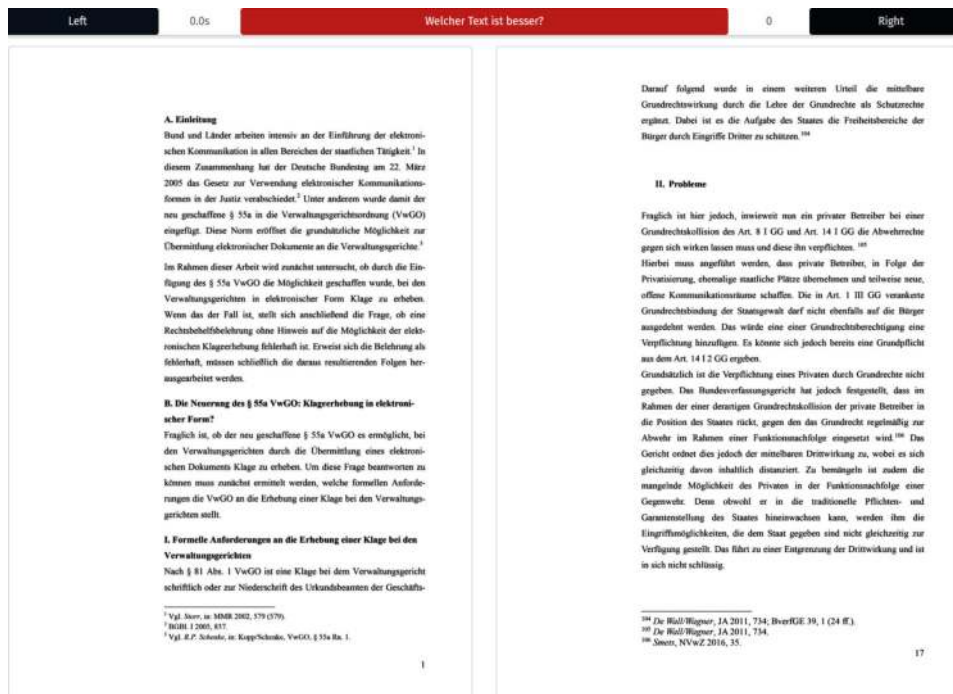 Left
0.0s
Welcher Text ist besser?
0
Right
A. Einleitung
Bund und Länder arbeiten intensiv an der Einführung der elektroni-
schen Kommunikation in allen Bereichen der staatlichen Tätigkeit.1 In
diesem Zusammenhang hat der Deutsche Bundestag am 22. März
2005 das Gesetz zur Verwendung elektronischer Kommunikations-
formen in der Justiz verabschiedet.2 Unter anderem wurde damit der
neu geschaffene § 55a in die Verwaltungsgerichtsordnung (VwGO)
eingefügt. Diese Norm eröffnet die grundsätzliche Möglichkeit zur
Übermittlung elektronischer Dokumente an die Verwaltungsgerichte.3
Im Rahmen dieser Arbeit wird zunächst untersucht, ob durch die Ein-
fügung des § 55a VwGO die Möglichkeit geschaffen wurde, bei den
Verwaltungsgerichten in elektronischer Form Klage zu erheben.
Wenn das der Fall ist, stellt sich anschließend die Frage, ob eine
Rechtsbehelfsbelehrung ohne Hinweis auf die Möglichkeit der elekt-
ronischen Klageerhebung fehlerhaft ist. Erweist sich die Belehrung als
fehlerhaft, müssen schließlich die daraus resultierenden Folgen her-
ausgearbeitet werden.
B. Die Neuerung des § 55a VwGO: Klageerhebung in elektroni-
scher Form?
Fraglich ist, ob der neu geschaffene § 55a VwGO es ermöglicht, bei
den Verwaltungsgerichten durch die Übermittlung eines elektroni-
schen Dokuments Klage zu erheben. Um diese Frage beantworten zu
können muss zunächst ermittelt werden, welche formellen Anforde-
rungen die VwGO an die Erhebung einer Klage bei den Verwaltungs-
gerichten stellt.
I. Formelle Anforderungen an die Erhebung einer Klage bei den
Verwaltungsgerichten
Nach § 81 Abs. 1 VwGO ist eine Klage bei dem Verwaltungsgericht
schriftlich oder zur Niederschrift des Urkundsbeamten der Geschäfts-
1 Vgl. Storr, in: MMR 2002, 579 (579).
2 BGBl. I 2005, 837.
3 Vgl. R.P. Schenke, in: Kopp/Schenke, VwGO, § 55a Rn. 1.
1
Darauf folgend wurde in einem weiteren Urteil die mittelbare
Grundrechtswirkung durch die Lehre der Grundrechte als Schutzrechte
ergänzt. Dabei ist es die Aufgabe des Staates die Freiheitsbereiche der
Bürger durch Eingriffe Dritter zu schützen.104
II. Probleme
Fraglich ist hier jedoch, inwieweit nun ein privater Betreiber bei einer
Grundrechtskollision des Art. 8 I GG und Art. 14 I GG die Abwehrrechte
gegen sich wirken lassen muss und diese ihn verpflichten. 105
Hierbei muss angeführt werden, dass private Betreiber, in Folge der
Privatisierung, ehemalige staatliche Plätze übernehmen und teilweise neue,
offene Kommunikationsräume schaffen. Die in Art. 1 III GG verankerte
Grundrechtsbindung der Staatsgewalt darf nicht ebenfalls auf die Bürger
ausgedehnt werden. Das würde eine einer Grundrechtsberechtigung eine
Verpflichtung hinzufügen. Es könnte sich jedoch bereits eine Grundpflicht
aus dem Art. 14 I 2 GG ergeben.
Grundsätzlich ist die Verpflichtung eines Privaten durch Grundrechte nicht
gegeben. Das Bundesverfassungsgericht hat jedoch festgestellt, dass im
Rahmen der einer derartigen Grundrechtskollision der private Betreiber in
die Position des Staates rückt, gegen den das Grundrecht regelmäßig zur
Abwehr im Rahmen einer Funktionsnachfolge eingesetzt wird.106 Das
Gericht ordnet dies jedoch der mittelbaren Drittwirkung zu, wobei es sich
gleichzeitig davon inhaltlich distanziert. Zu bemängeln ist zudem die
mangelnde Möglichkeit des Privaten in der Funktionsnachfolge einer
Gegenwehr. Denn obwohl er in die traditionelle Pflichten- und
Garantenstellung des Staates hineinwachsen kann, werden ihm die
Eingriffsmöglichkeiten, die dem Staat gegeben sind nicht gleichzeitig zur
Verfügung gestellt. Das führt zu einer Entgrenzung der Drittwirkung und ist
in sich nicht schlüssig.
104 De Wall/Wagner, JA 2011, 734; BverfGE 39, 1 (24 ff.).
105 De Wall/Wagner, JA 2011, 734.
106 Smets, NVwZ 2016, 35.
17